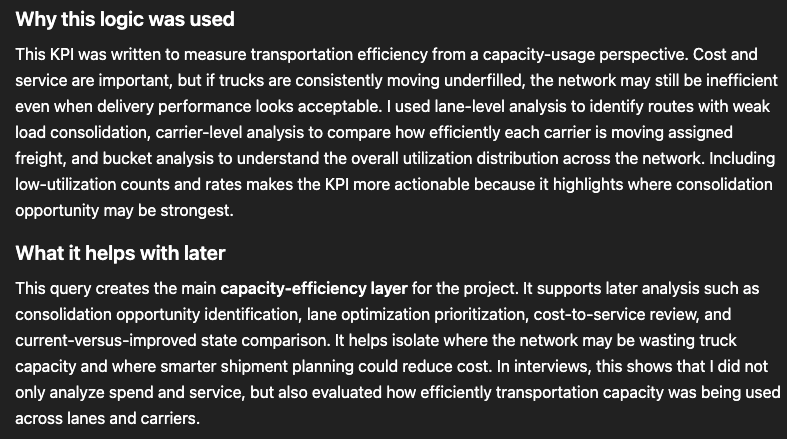 Why this logic was used
This KPI was written to measure transportation efficiency from a capacity-usage perspective. Cost and
service are important, but if trucks are consistently moving underfilled, the network may still be inefficient
even when delivery performance looks acceptable. I used lane-level analysis to identify routes with weak
load consolidation, carrier-level analysis to compare how efficiently each carrier is moving assigned
freight, and bucket analysis to understand the overall utilization distribution across the network. Including
low-utilization counts and rates makes the KPI more actionable because it highlights where consolidation
opportunity may be strongest.
What it helps with later
This query creates the main capacity-efficiency layer for the project. It supports later analysis such as
consolidation opportunity identification, lane optimization prioritization, cost-to-service review, and
current-versus-improved state comparison. It helps isolate where the network may be wasting truck
capacity and where smarter shipment planning could reduce cost. In interviews, this shows that I did not
only analyze spend and service, but also evaluated how efficiently transportation capacity was being used
across lanes and carriers.